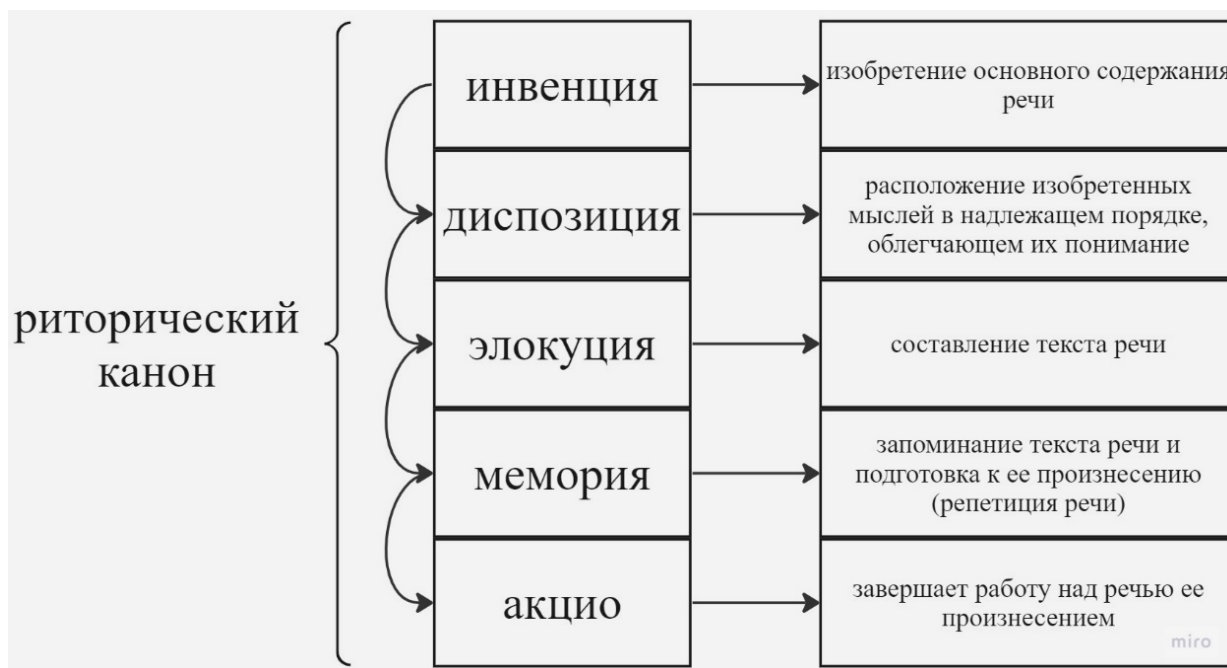 риторический
канон
инвенция
изобретение основного содержания
речи
диспозиция
расположение изобретенных
мыслей в надлежащем порядке,
облегчающем их понимание
элокуция
составление текста речи
мемория
запоминание текста речи и
подготовка к ее произнесению
(репетиция речи)
акцио
завершает работу над речью ее
произнесением
miro